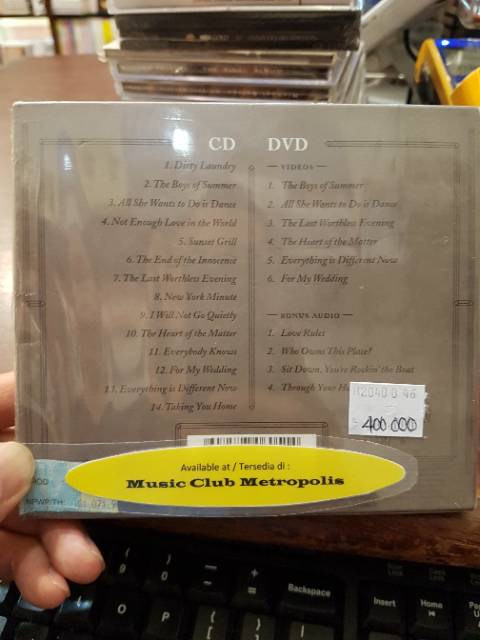 CD
1. Dirty Laundry
2. The Boys of Summer
3. All She Wants to Do is Dance
4. Not Enough Love in the World
5. Sunset Grill
6. The End of the Innocence
7. The Last Worthless Evening
8. New York Minute
9. I Will Not Go Quietly
10. The Heart of the Matter
11. Everybody Knows
12. For My Wedding
13. Everything is Different Now
14. Taking You Home
DVD
VIDEOS
1. The Boys of Summer
2. All She Wants to Do is Dance
3. The Last Worthless Evening
4. The Heart of the Matter
5. Everything is Different Now
6. For My Wedding
BONUS AUDIO
1. Love Rules
2. Who Owns This Place?
3. Sit Down, You're Rockin' the Boat
4. Through Your
400 000
Available at / Tersedia di :
Music Club Metropolis
NPWP/TH:
)
9
0
-
+
=
Backspace
Insert
Home
O
P